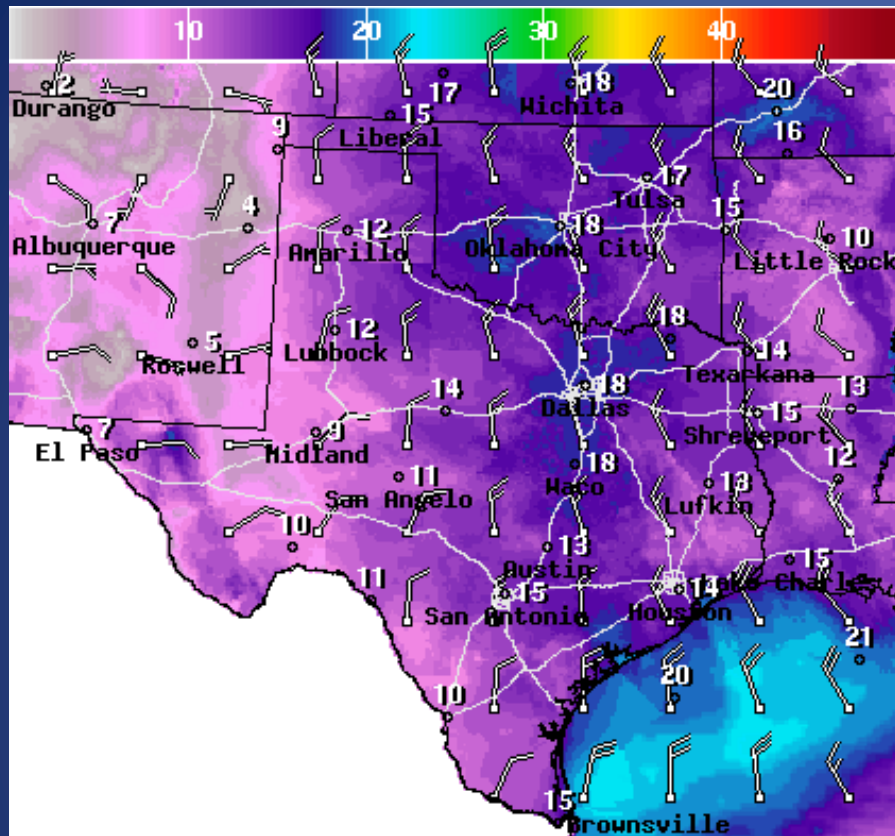 10 20 30 40
2 17 18 20
Durango Wichita
15
Liberal
9 16
17
Tulsa
7 4 12 18 15 10
Albuquerque Amarillo Oklahoma City Little Rock
5 12 18 14
Roswell Lubbock Texarkana
14 18 13
Dallas
7 9 15
El Paso Midland Shreveport
11 18 13 12
San Angelo Waco Lufkin
10 13 15
Austin
11 15 14
San Antonio Houston Lake Charles
21
10 20
15
Brownsville